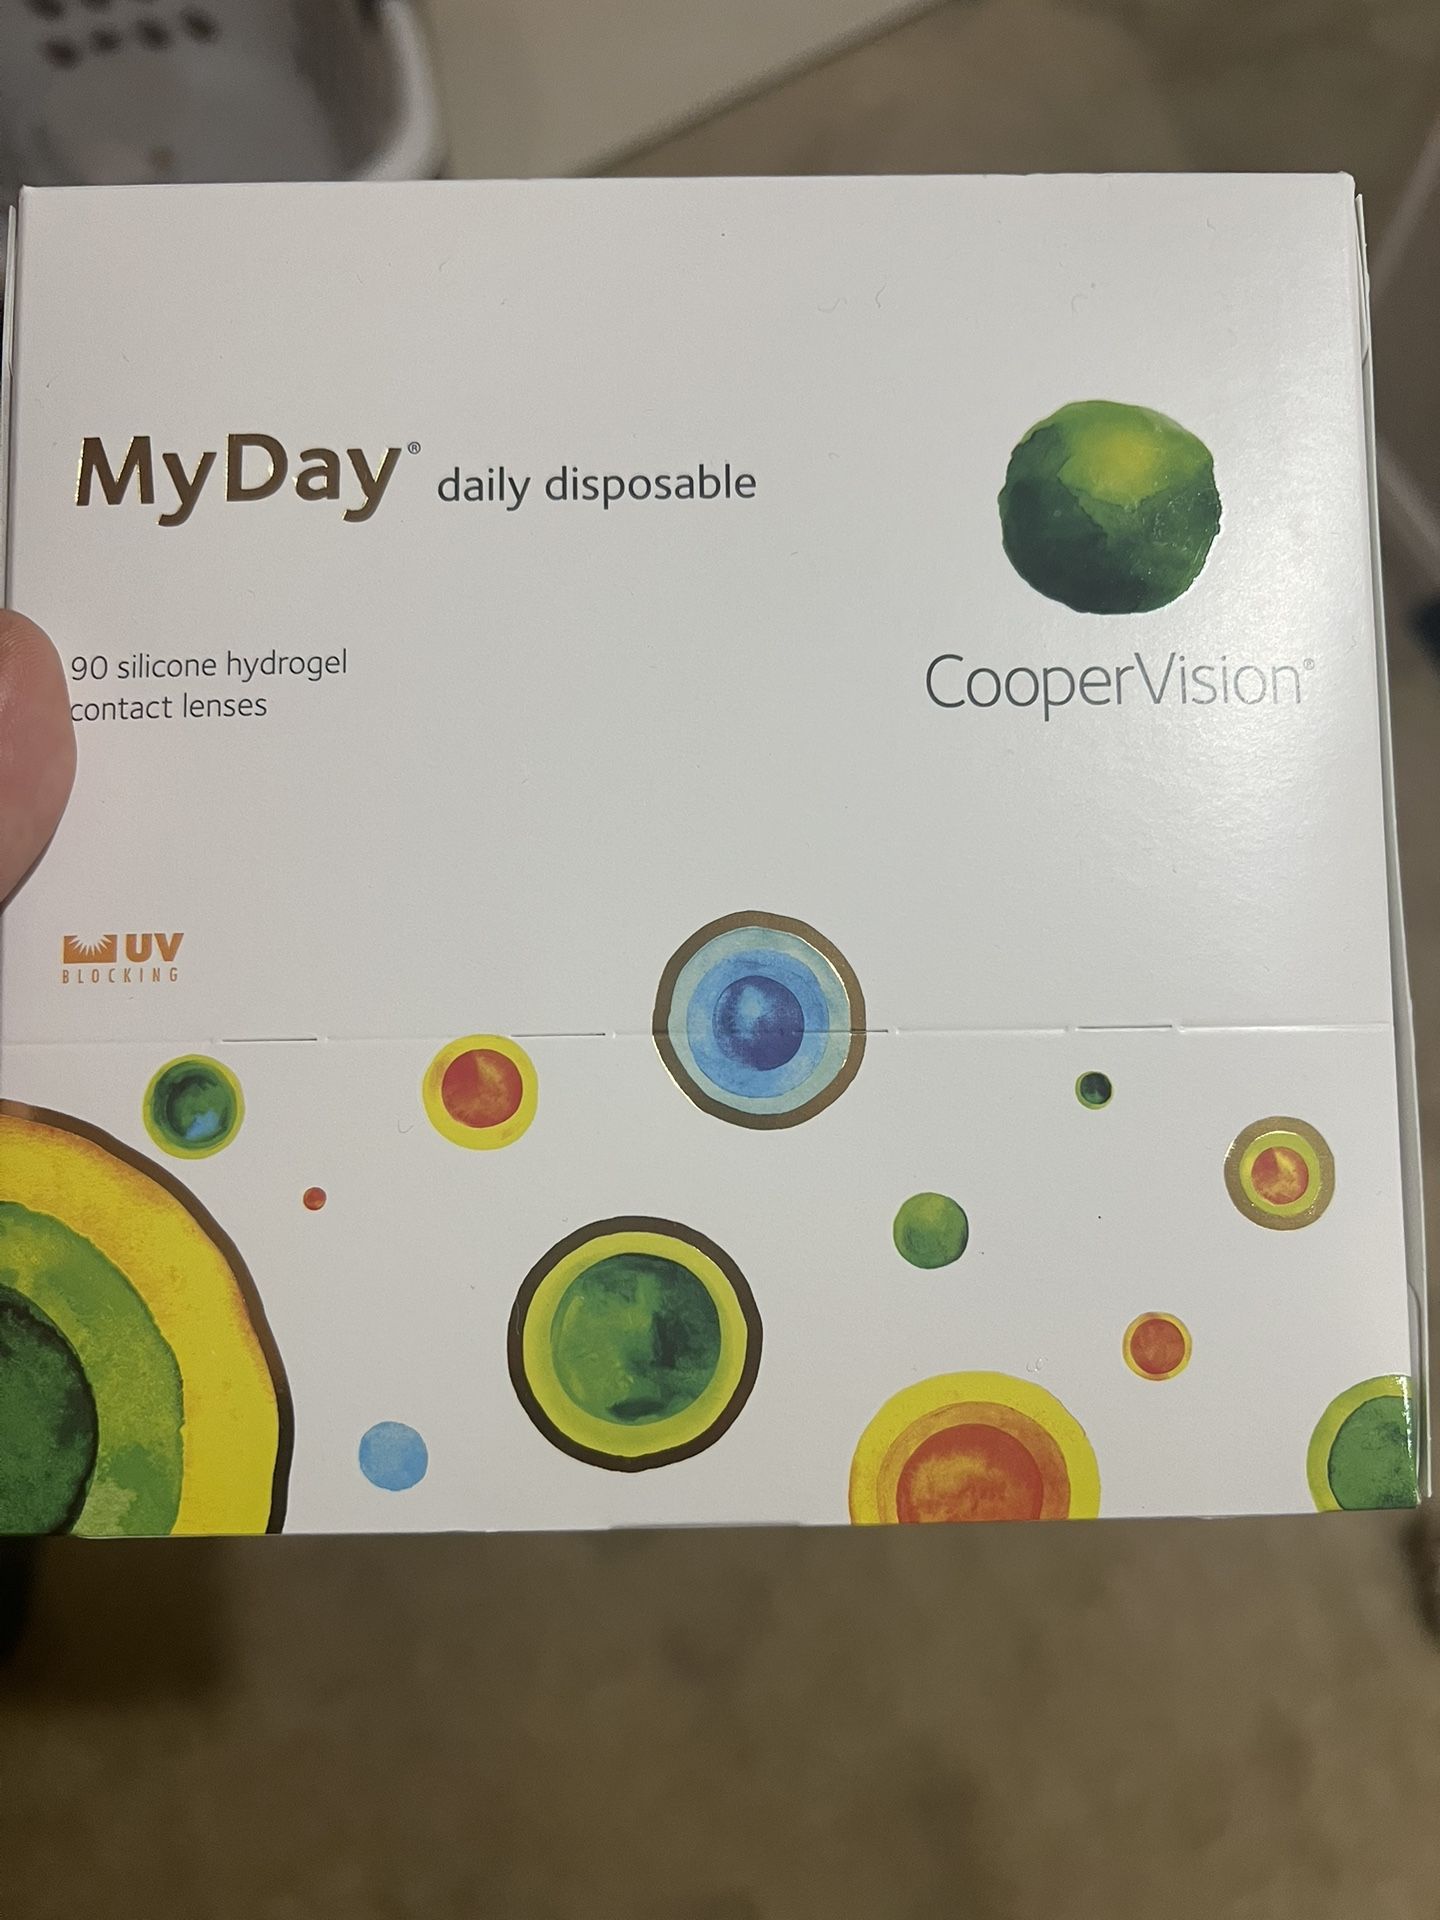 MyDay® daily disposable
90 silicone hydrogel
contact lenses
CooperVision®
UV
BLOCKING